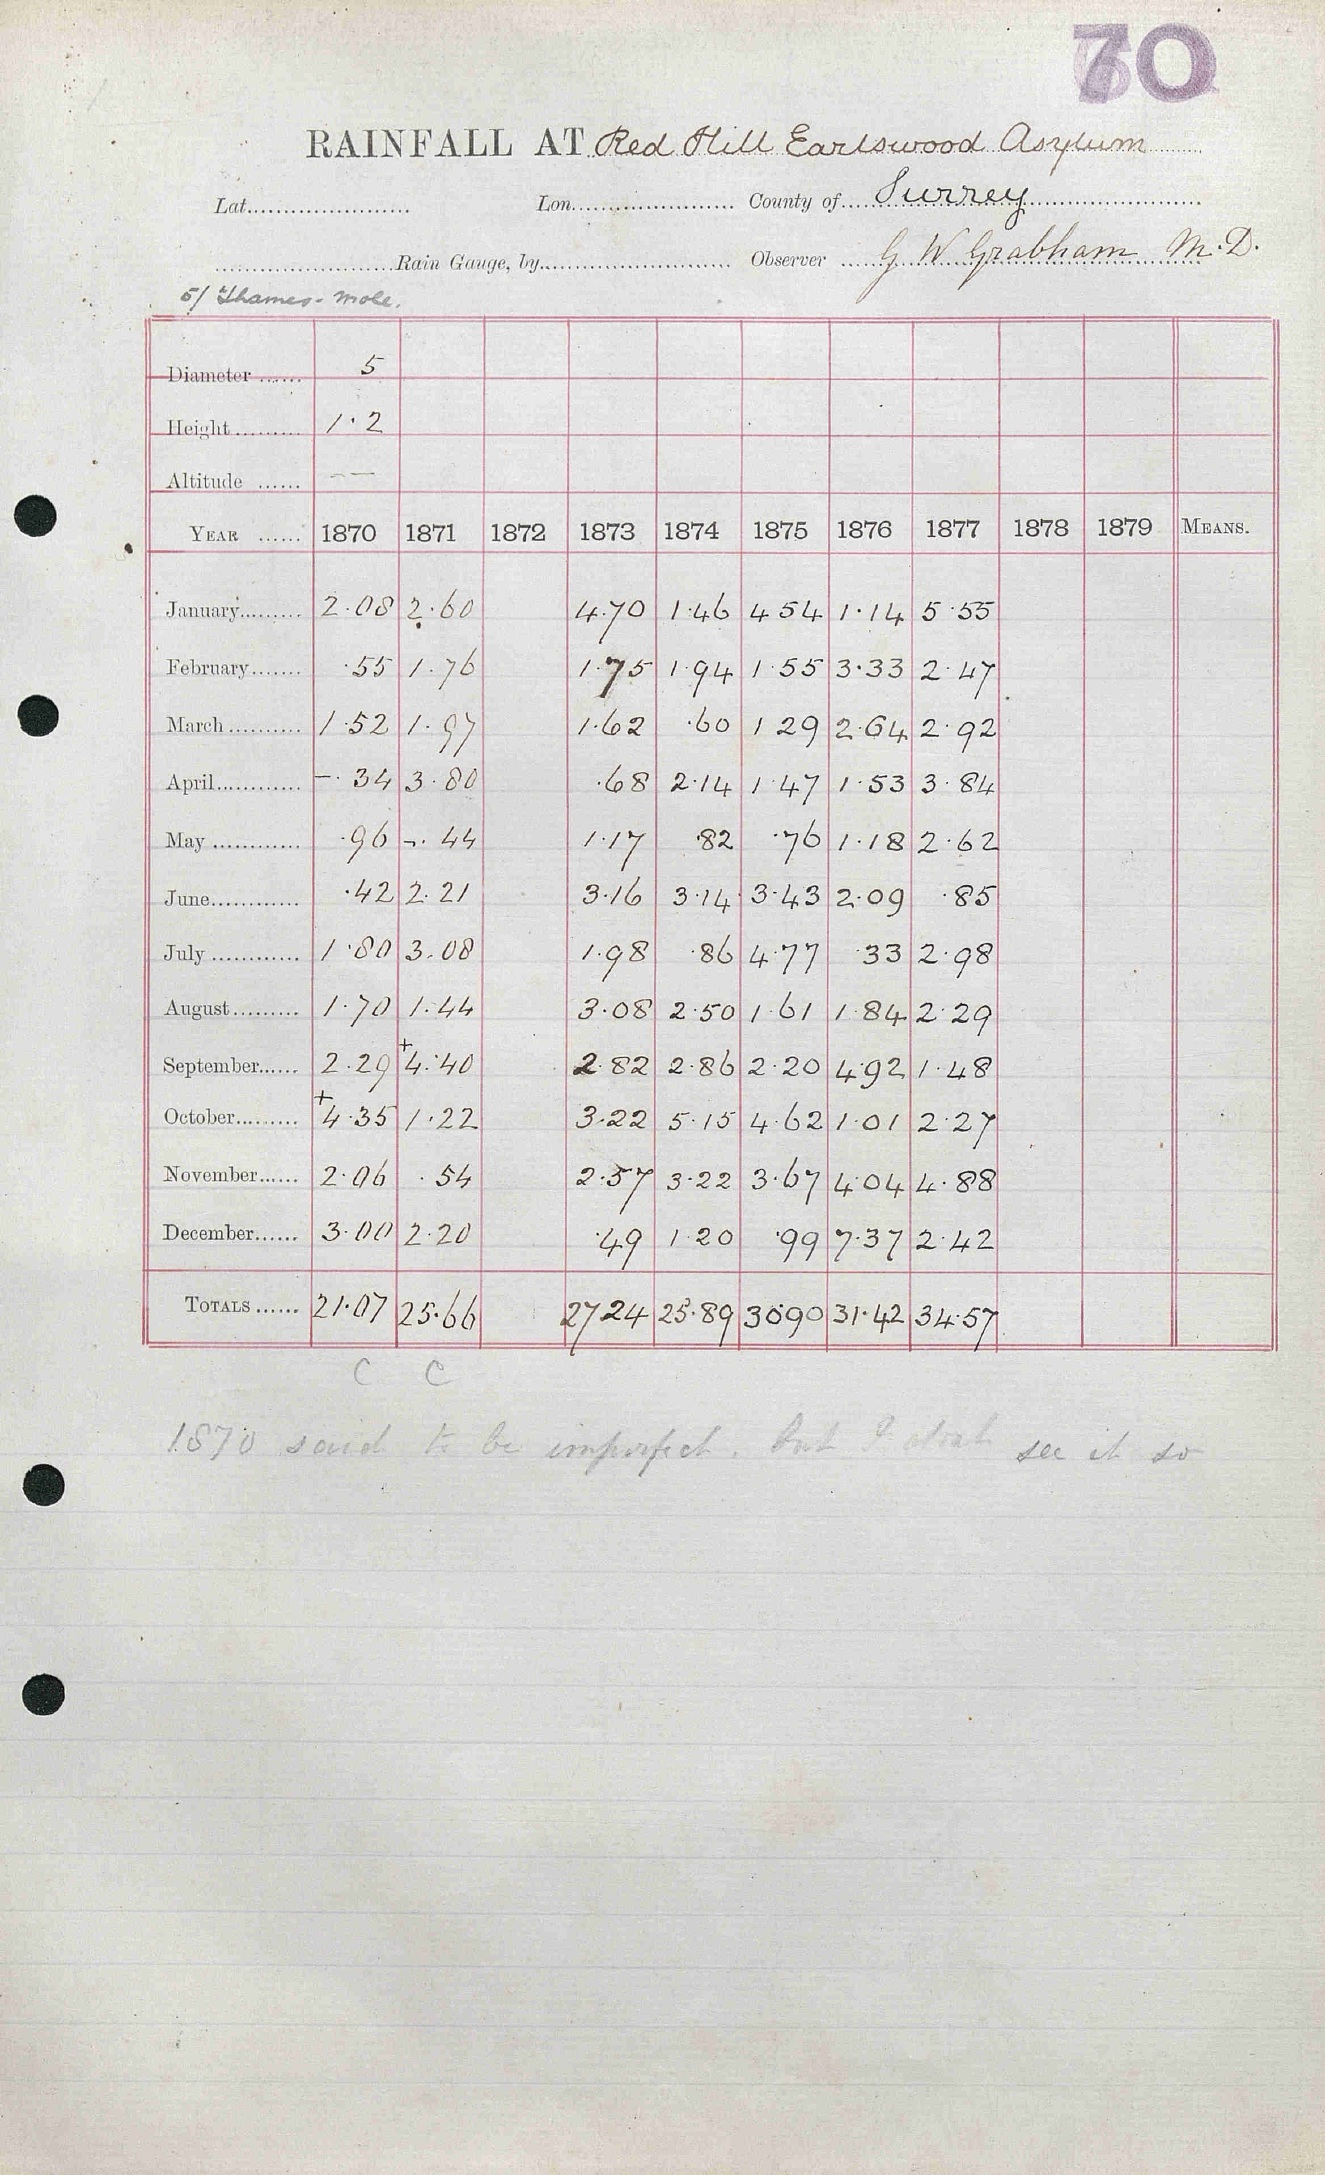 70
RAINFALL AT Red Hill Earlswood Asylum
Lat. Lon. County of Surrey
Rain Gauge, by Observer G W Grabham M.D.
5/ Thames-Mole.
Diameter 5
Height 1.2
Altitude —
YEAR 1870 1871 1872 1873 1874 1875 1876 1877 1878 1879 MEANS.
January 2.08 2.60 4.70 1.46 4 54 1.14 5.55
February .55 1.76 1.75 1.94 1.55 3.33 2.47
March 1.52 1.97 1.62 .60 1 29 2.64 2.92
April -.34 3.80 .68 2.14 1.47 1.53 3.84
May .96 -.44 1.17 .82 .76 1.18 2.62
June .42 2.21 3.16 3.14 3.43 2.09 .85
July 1.80 3.08 1.98 .86 4.77 .33 2.98
August 1.70 1.44 3.08 2.50 1.61 1.84 2.29
September 2.29 +4.40 2.82 2.86 2.20 4.92 1.48
October +4.35 1.22 3.22 5.15 4.62 1.01 2.27
November 2.06 .54 2.57 3.22 3.67 4.04 4.88
December 3.00 2.20 .49 1.20 .99 7.37 2.42
TOTALS 21.07 25.66 27 24 25.89 30 90 31.42 34.57
C C
1870 said to be imperfect. But I dont see it so